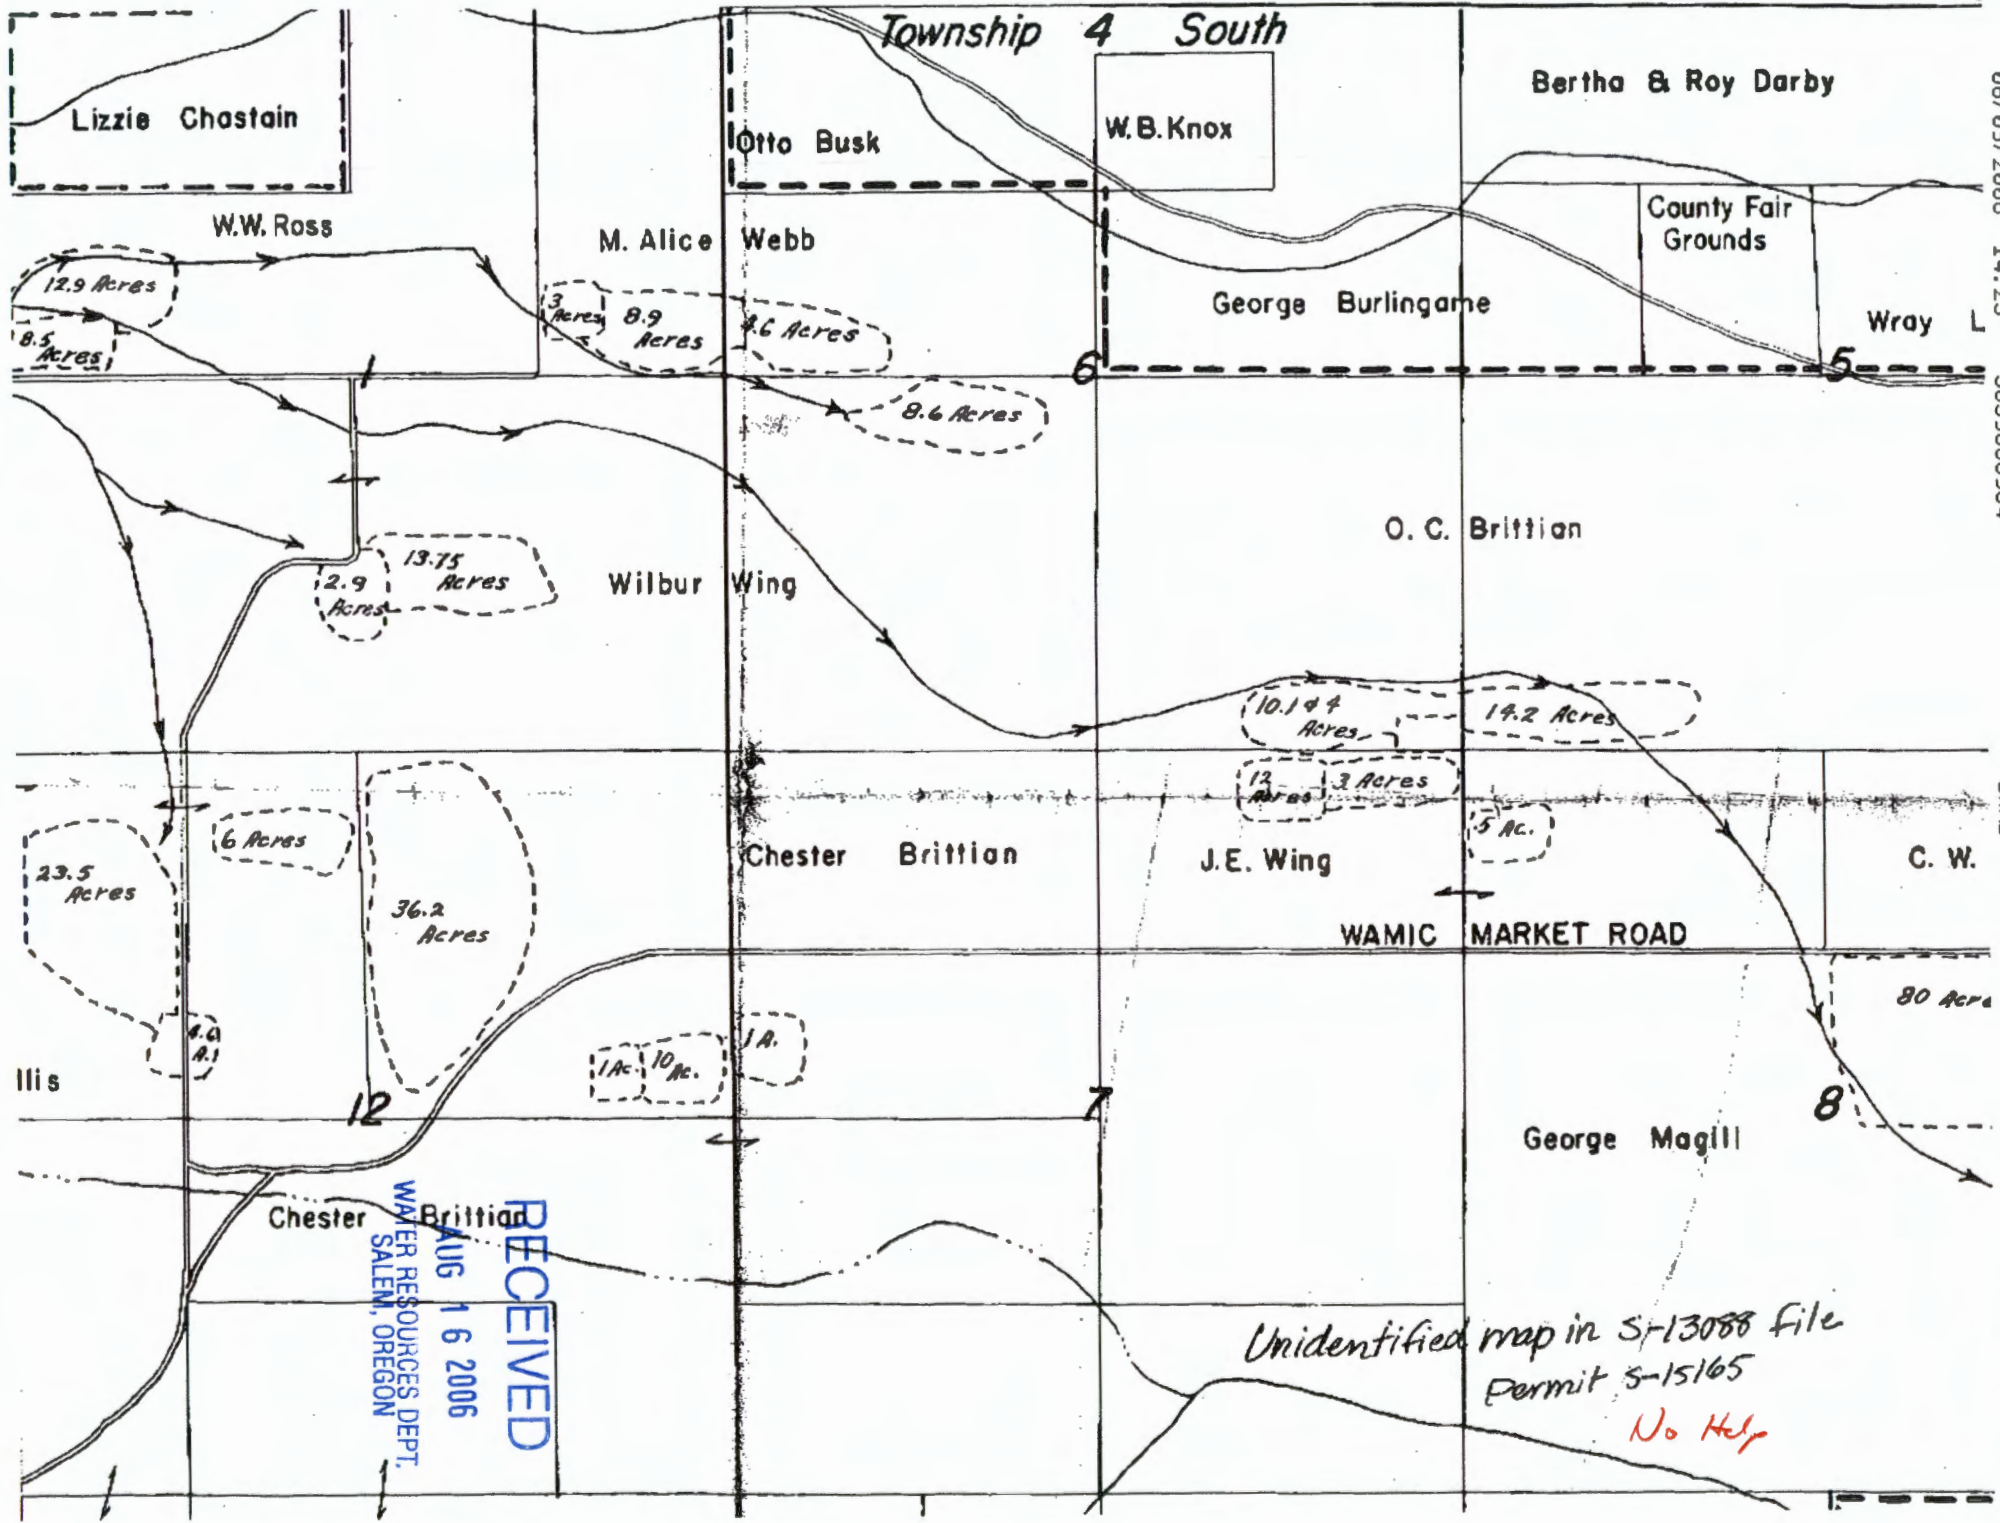 Township 4 South
Bertha & Roy Darby
Lizzie Chastain
Otto Busk
W.B. Knox
W.W. Ross
M. Alice Webb
County Fair
Grounds
12.9 Acres
8.5
Acres
3
Acres
8.9
Acres
4.6 Acres
George Burlingame
Wray L
1
6
5
8.6 Acres
O. C. Brittian
13.75
Acres
2.9
Acres
Wilbur Wing
10.1 & 4
Acres
14.2 Acres
12
Acres
3 Acres
.5 Ac.
6 Acres
23.5
Acres
36.2
Acres
Chester Brittian
J.E. Wing
C. W.
WAMIC MARKET ROAD
80 Acre
4.6
A.
1 Ac.
10
Ac.
1 A.
llis
12
7
8
George Magill
Chester Brittian
RECEIVED
AUG 16 2006
WATER RESOURCES DEPT.
SALEM, OREGON
Unidentified map in S-13088 file
Permit S-15165
No Help